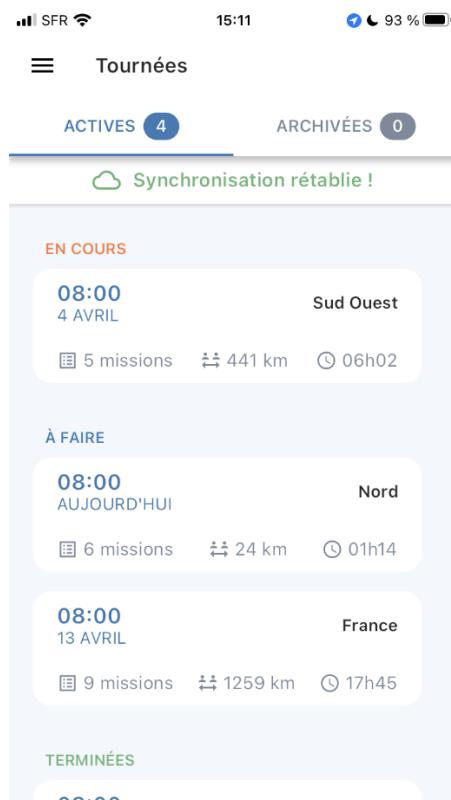 SFR 15:11 93 %
Tournées
ACTIVES 4 ARCHIVÉES 0
Synchronisation rétablie !
EN COURS
08:00
Sud Ouest
4 AVRIL
5 missions 441 km 06h02
À FAIRE
08:00
Nord
AUJOURD'HUI
6 missions 24 km 01h14
08:00
France
13 AVRIL
9 missions 1259 km 17h45
TERMINÉES